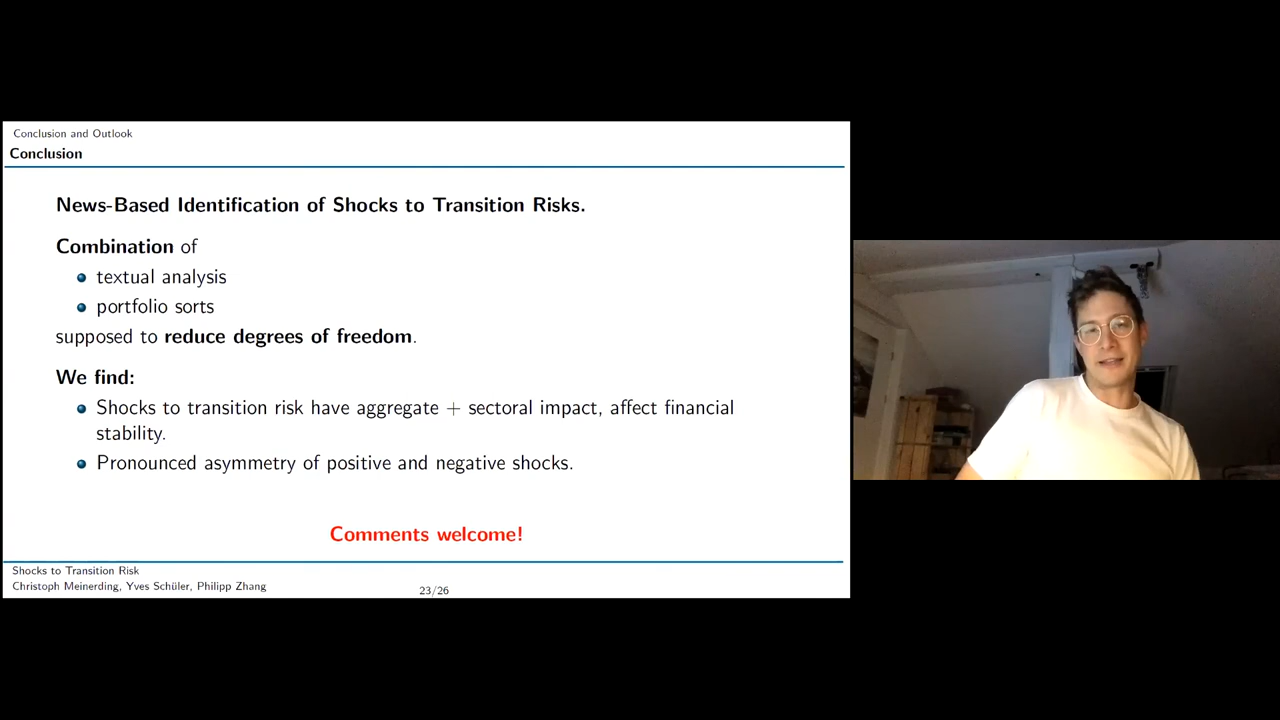 Conclusion and Outlook
Conclusion
News-Based Identification of Shocks to Transition Risks.
Combination of
textual analysis
portfolio sorts
supposed to reduce degrees of freedom.
We find:
Shocks to transition risk have aggregate + sectoral impact, affect financial
stability.
Pronounced asymmetry of positive and negative shocks.
Comments welcome!
Shocks to Transition Risk
Christoph Meinerding, Yves Schüler, Philipp Zhang
23/26